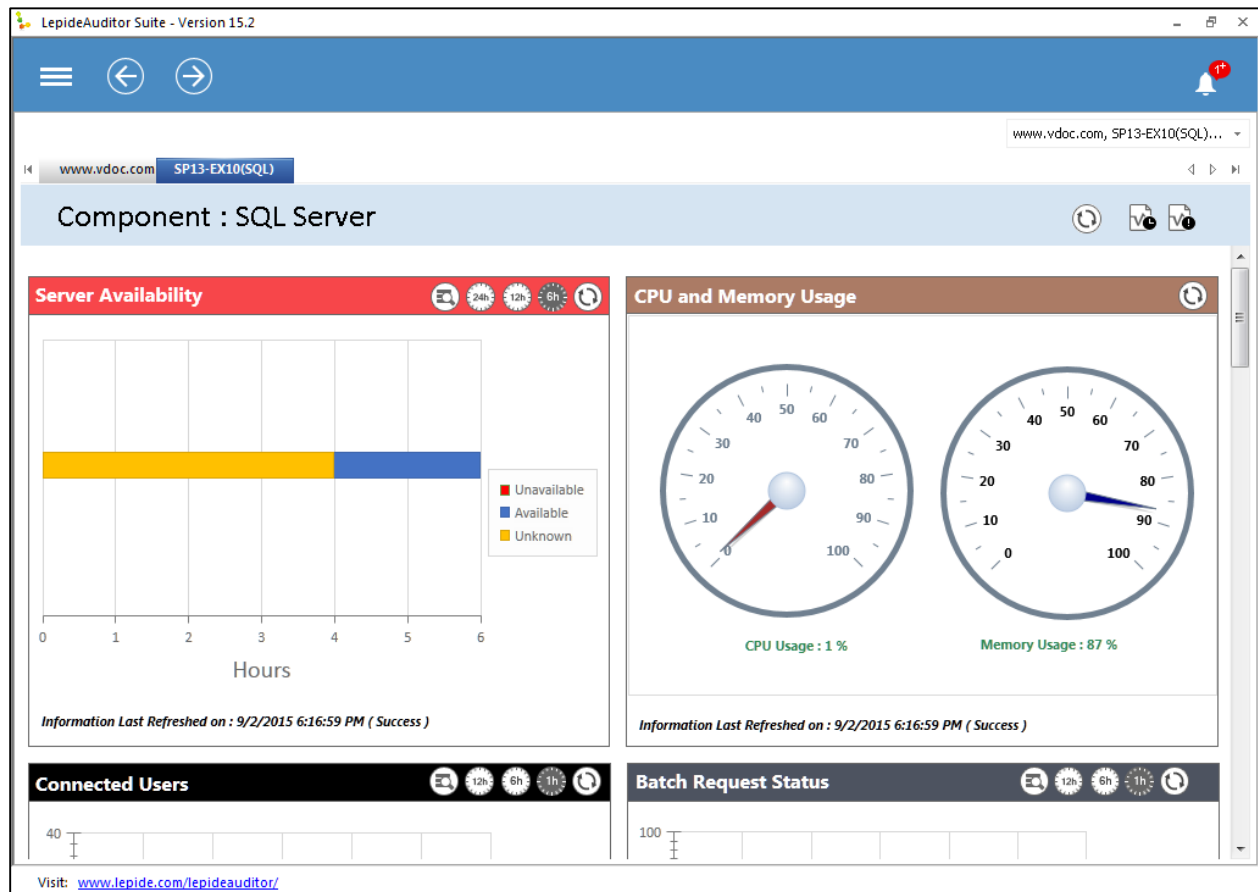 LepideAuditor Suite - Version 15.2
1+
www.vdoc.com, SP13-EX10(SQL)...
www.vdoc.com
SP13-EX10(SQL)
Component : SQL Server
Server Availability
24h
12h
6h
Unavailable
Available
Unknown
0 1 2 3 4 5 6
Hours
Information Last Refreshed on : 9/2/2015 6:16:59 PM ( Success )
CPU and Memory Usage
0 10 20 30 40 50 60 70 80 90 100
CPU Usage : 1 %
0 10 20 30 40 50 60 70 80 90 100
Memory Usage : 87 %
Information Last Refreshed on : 9/2/2015 6:16:59 PM ( Success )
Connected Users
12h
6h
1h
40
Batch Request Status
12h
6h
1h
100
Visit: www.lepide.com/lepideauditor/